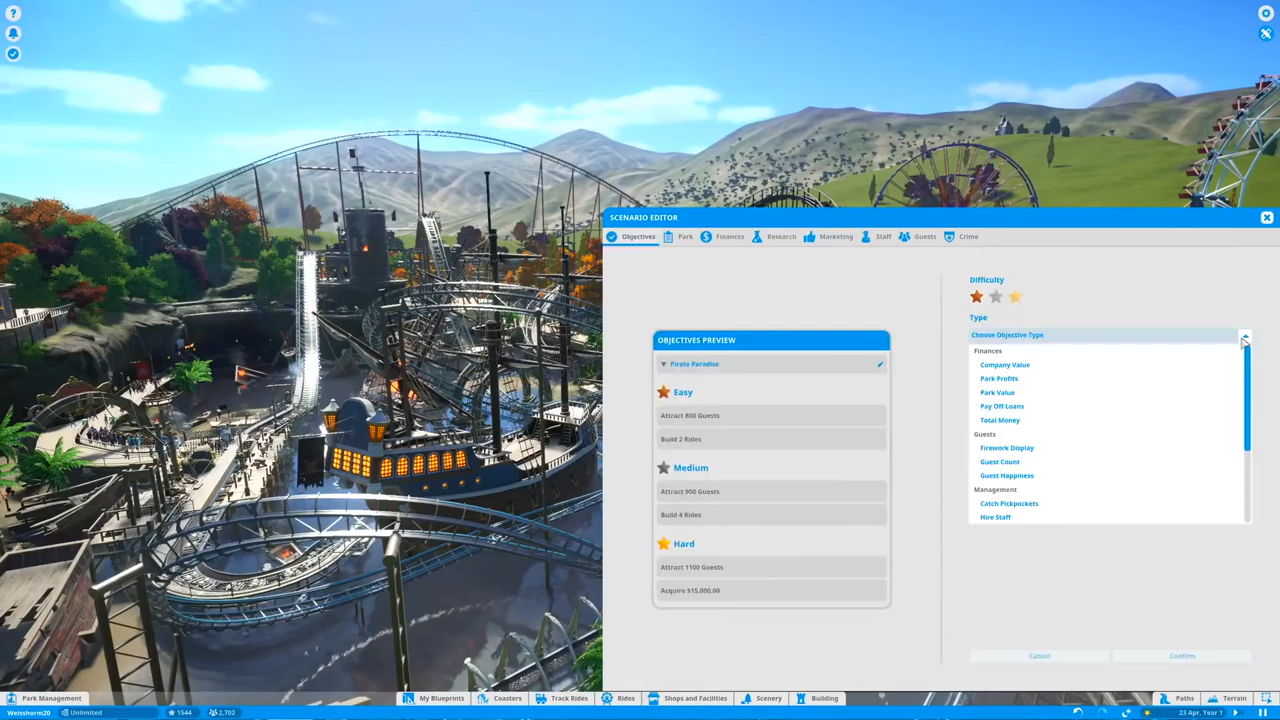 SCENARIO EDITOR
Objectives Park Finances Research Marketing Staff Guests Crime
OBJECTIVES PREVIEW
Pirate Paradise
Easy
Attract 800 Guests
Build 2 Rides
Medium
Attract 900 Guests
Build 4 Rides
Hard
Attract 1100 Guests
Acquire $15,000.00
Difficulty
Type
Choose Objective Type
Finances
Company Value
Park Profits
Park Value
Pay Off Loans
Total Money
Guests
Firework Display
Guest Count
Guest Happiness
Management
Catch Pickpockets
Hire Staff
Cancel Confirm
Park Management My Blueprints Coasters Track Rides Rides Shops and Facilities Scenery Building Paths Terrain
Weisshorm20 Unlimited 1544 2,702 23 Apr, Year 1